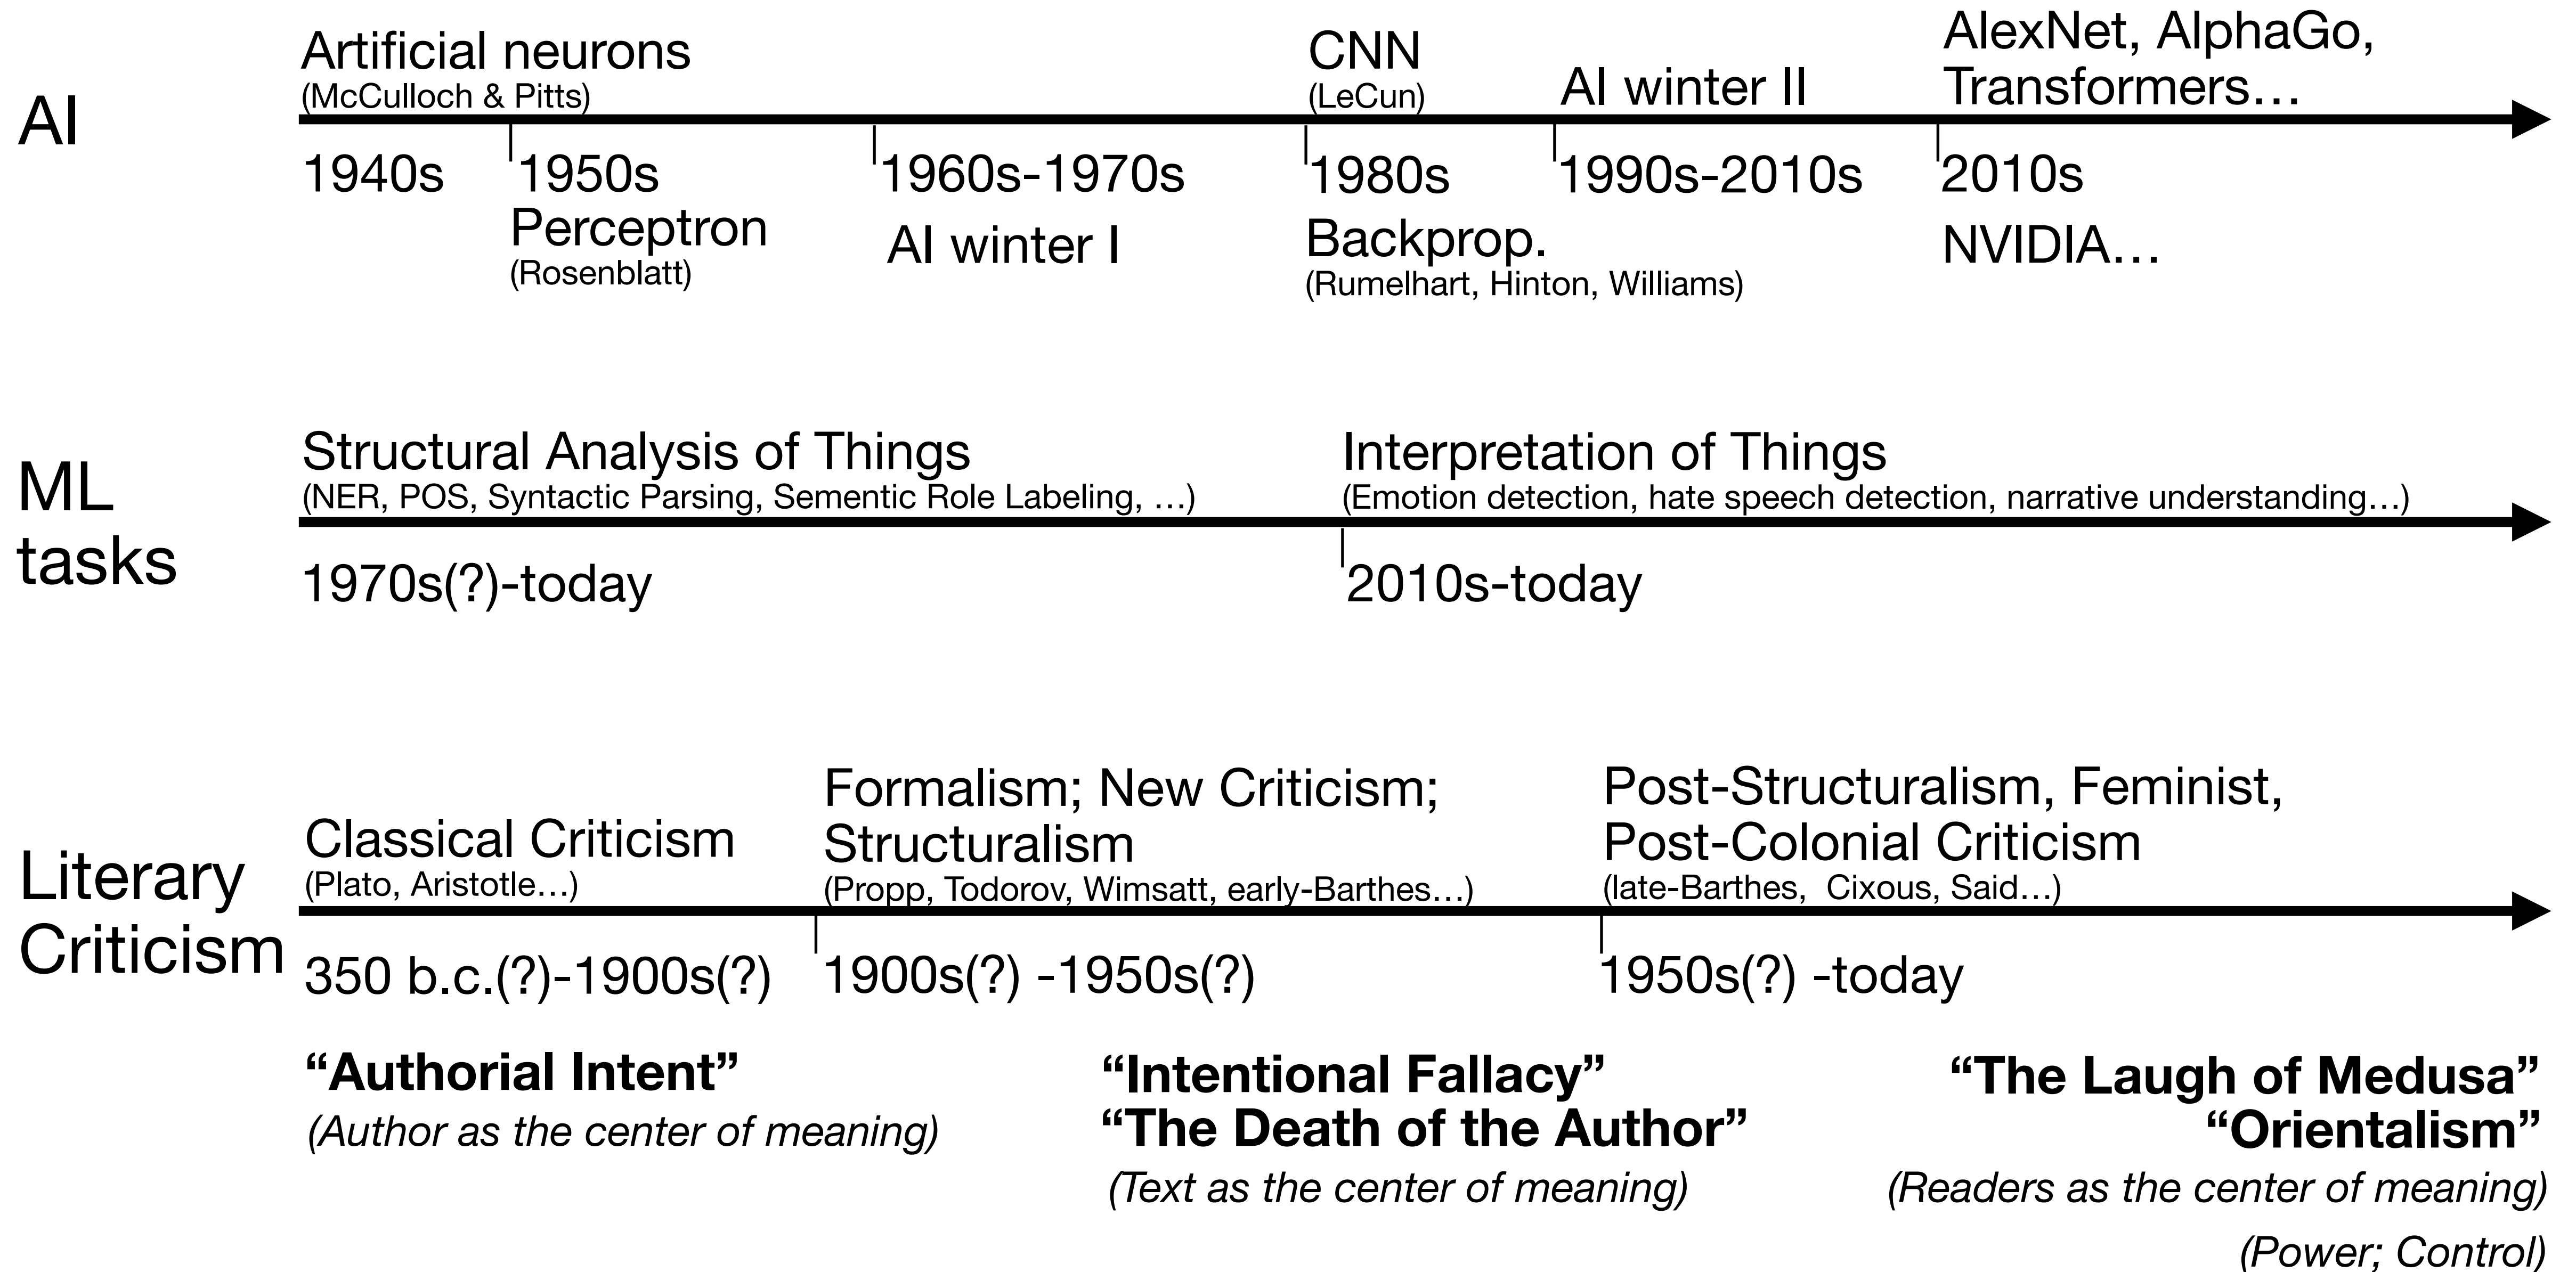 AI
Artificial neurons
(McCulloch & Pitts)
CNN
(LeCun)
AI winter II
AlexNet, AlphaGo,
Transformers…
1940s
1950s
1960s-1970s
1980s
1990s-2010s
2010s
Perceptron
(Rosenblatt)
AI winter I
Backprop.
(Rumelhart, Hinton, Williams)
NVIDIA…
ML
tasks
Structural Analysis of Things
(NER, POS, Syntactic Parsing, Sementic Role Labeling, …)
Interpretation of Things
(Emotion detection, hate speech detection, narrative understanding…)
1970s(?)-today
2010s-today
Literary
Criticism
Classical Criticism
(Plato, Aristotle…)
Formalism; New Criticism;
Structuralism
(Propp, Todorov, Wimsatt, early-Barthes…)
Post-Structuralism, Feminist,
Post-Colonial Criticism
(late-Barthes,  Cixous, Said…)
350 b.c.(?)-1900s(?)
1900s(?) -1950s(?)
1950s(?) -today
“Authorial Intent”
(Author as the center of meaning)
“Intentional Fallacy”
“The Death of the Author”
(Text as the center of meaning)
“The Laugh of Medusa”
“Orientalism”
(Readers as the center of meaning)
(Power; Control)